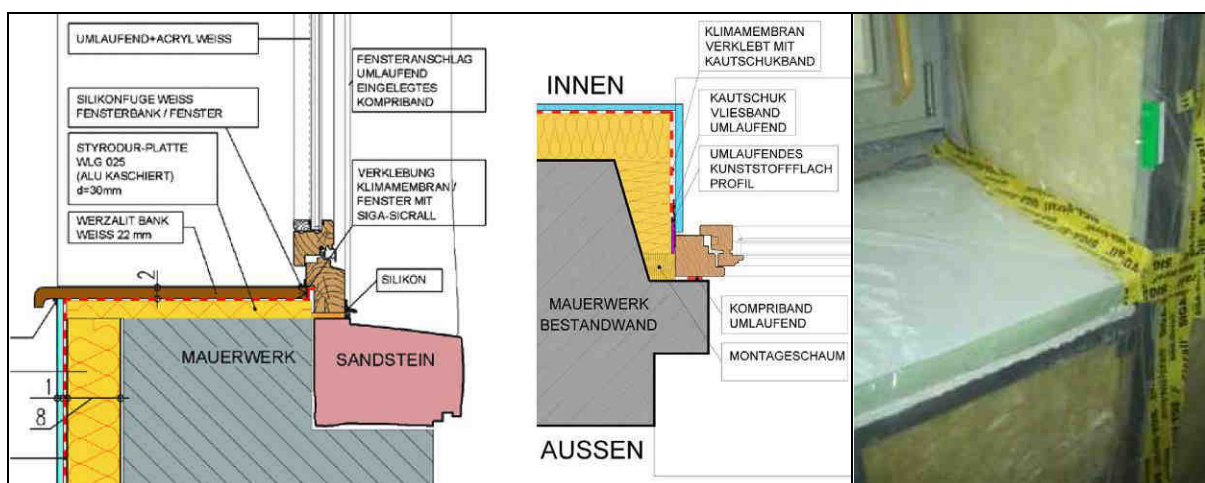 UMLAUFEND+ACRYL WEISS
SILIKONFUGE WEISS
FENSTERBANK / FENSTER
STYRODUR-PLATTE
WLG 025
(ALU KASCHIERT)
d=30mm
WERZALIT BANK
WEISS 22 mm
FENSTERANSCHLAG
UMLAUFEND
EINGELEGTES
KOMPRIBAND
VERKLEBUNG
KLIMAMEMBRAN/
FENSTER MIT
SIGA-SICRALL
SILIKON
2
MAUERWERK
SANDSTEIN
1
8
INNEN
KLIMAMEMBRAN
VERKLEBT MIT
KAUTSCHUKBAND
KAUTSCHUK
VLIESBAND
UMLAUFEND
UMLAUFENDES
KUNSTSTOFFFLACH
PROFIL
MAUERWERK
BESTANDWAND
KOMPRIBAND
UMLAUFEND
MONTAGESCHAUM
AUSSEN